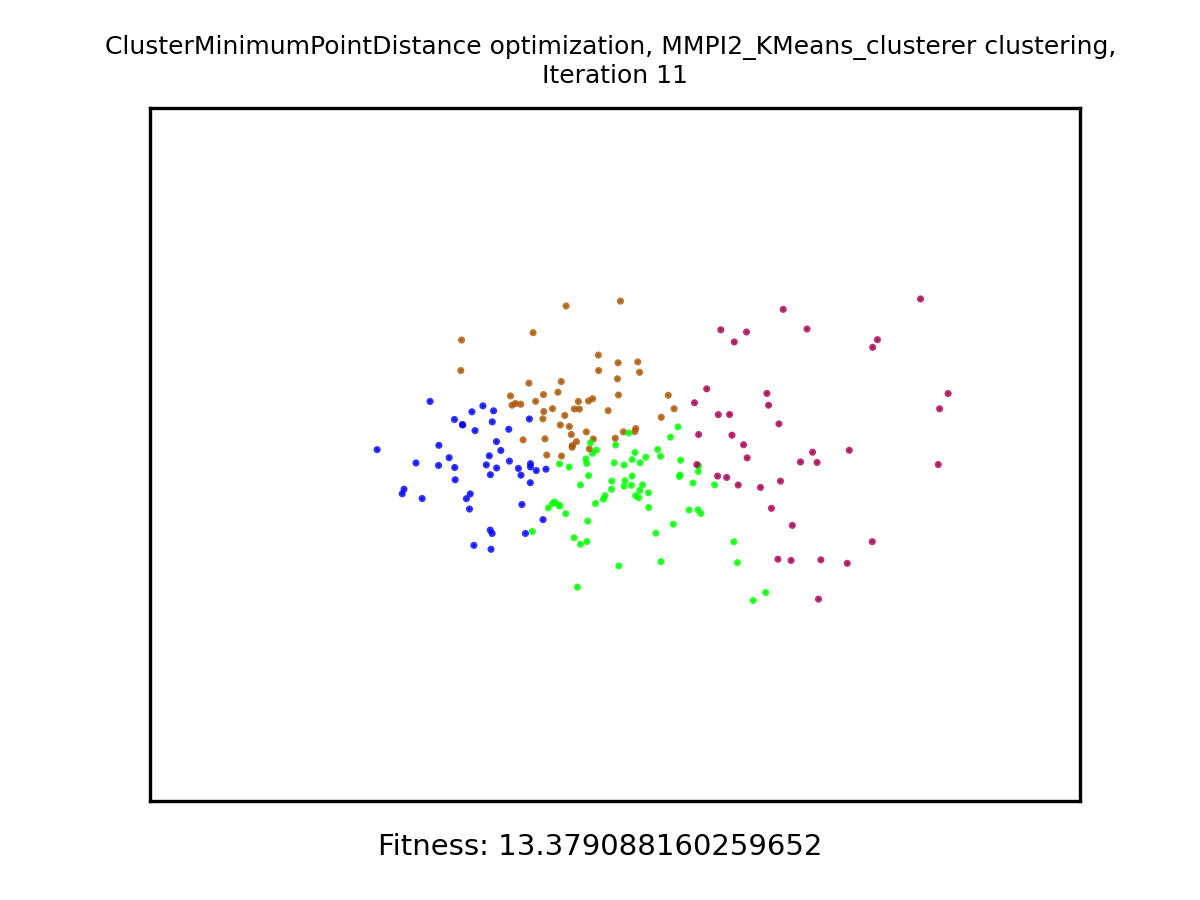 ClusterMinimumPointDistance optimization, MMPI2_KMeans_clusterer clustering,
Iteration 11
Fitness: 13.379088160259652